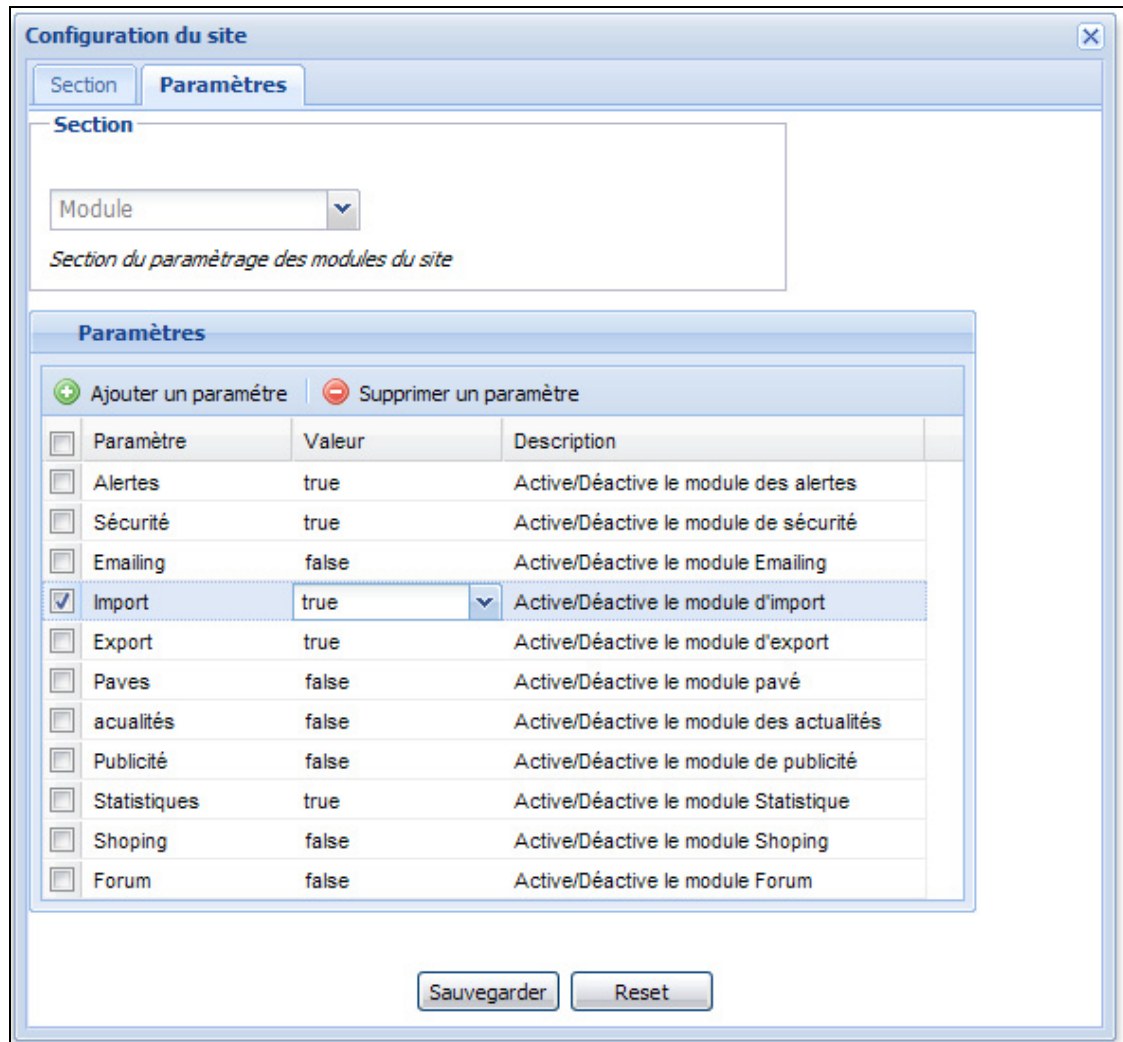 Configuration du site
Section Paramètres
Section
Module
Section du paramètrage des modules du site
Paramètres
Ajouter un paramétre Supprimer un paramètre
Paramètre Valeur Description
Alertes true Active/Déactive le module des alertes
Sécurité true Active/Déactive le module de sécurité
Emailing false Active/Déactive le module Emailing
Import true Active/Déactive le module d'import
Export true Active/Déactive le module d'export
Paves false Active/Déactive le module pavé
acualités false Active/Déactive le module des actualités
Publicité false Active/Déactive le module de publicité
Statistiques true Active/Déactive le module Statistique
Shoping false Active/Déactive le module Shoping
Forum false Active/Déactive le module Forum
Sauvegarder Reset